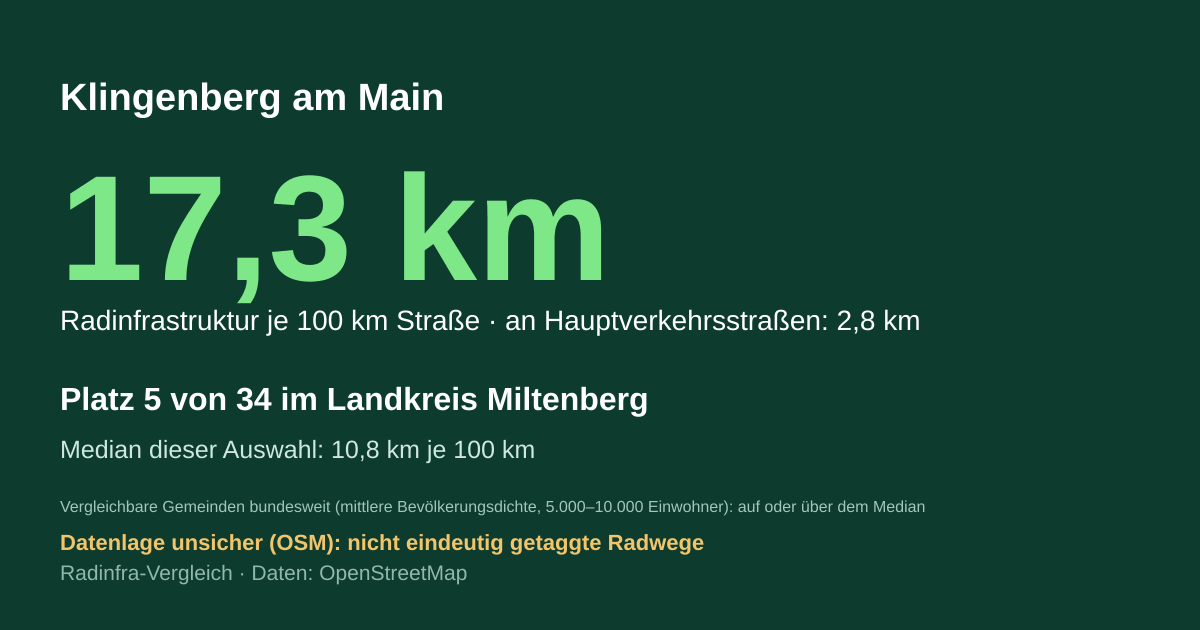 Klingenberg am Main
17,3 km
Radinfrastruktur je 100 km Straße · an Hauptverkehrsstraßen: 2,8 km
Platz 5 von 34 im Landkreis Miltenberg
Median dieser Auswahl: 10,8 km je 100 km
Vergleichbare Gemeinden bundesweit (mittlere Bevölkerungsdichte, 5.000–10.000 Einwohner): auf oder über dem Median
Datenlage unsicher (OSM): nicht eindeutig getaggte Radwege
Radinfra-Vergleich · Daten: OpenStreetMap